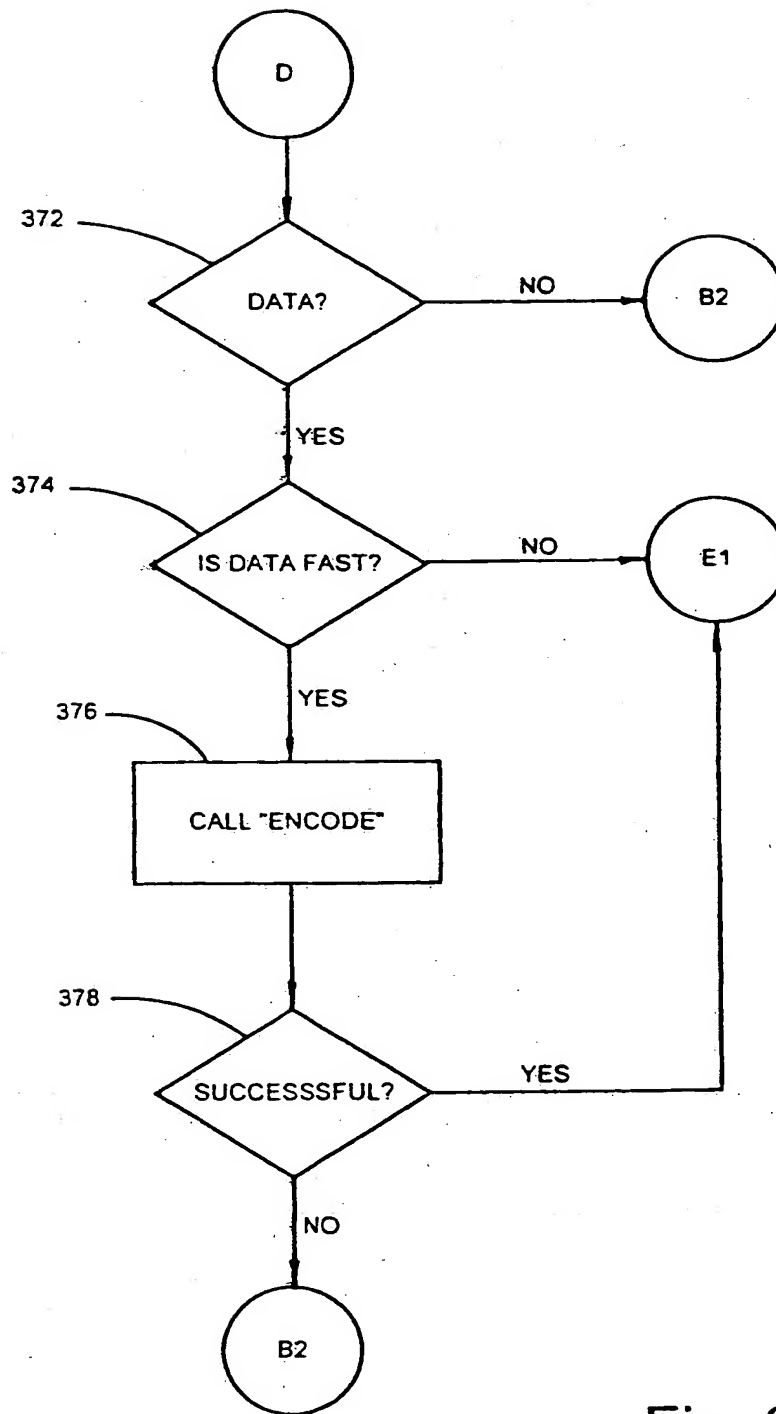 D
372
DATA?
NO
B2
YES
374
IS DATA FAST?
NO
E1
YES
376
CALL "ENCODE"
378
SUCCESSSFUL?
YES
NO
B2
Fig.